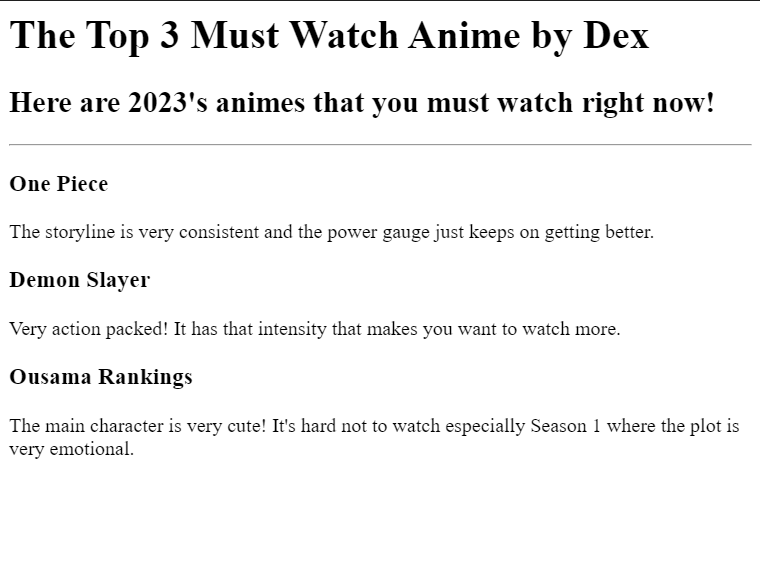 The Top 3 Must Watch Anime by Dex
Here are 2023's animes that you must watch right now!
One Piece
The storyline is very consistent and the power gauge just keeps on getting better.
Demon Slayer
Very action packed! It has that intensity that makes you want to watch more.
Ousama Rankings
The main character is very cute! It's hard not to watch especially Season 1 where the plot is
very emotional.